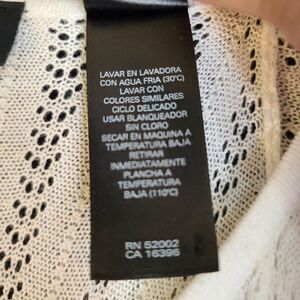 LAVAR EN LAVADORA
CON AGUA FRIA (30°C)
LAVAR CON
COLORES SIMILARES
CICLO DELICADO
USAR BLANQUEADOR
SIN CLORO
SECAR EN MAQUINA A
TEMPERATURA BAJA
RETIRAR
INMEDIATAMENTE
PLANCHA A
TEMPERATURA
BAJA (110°C)
RN 52002
CA 16396